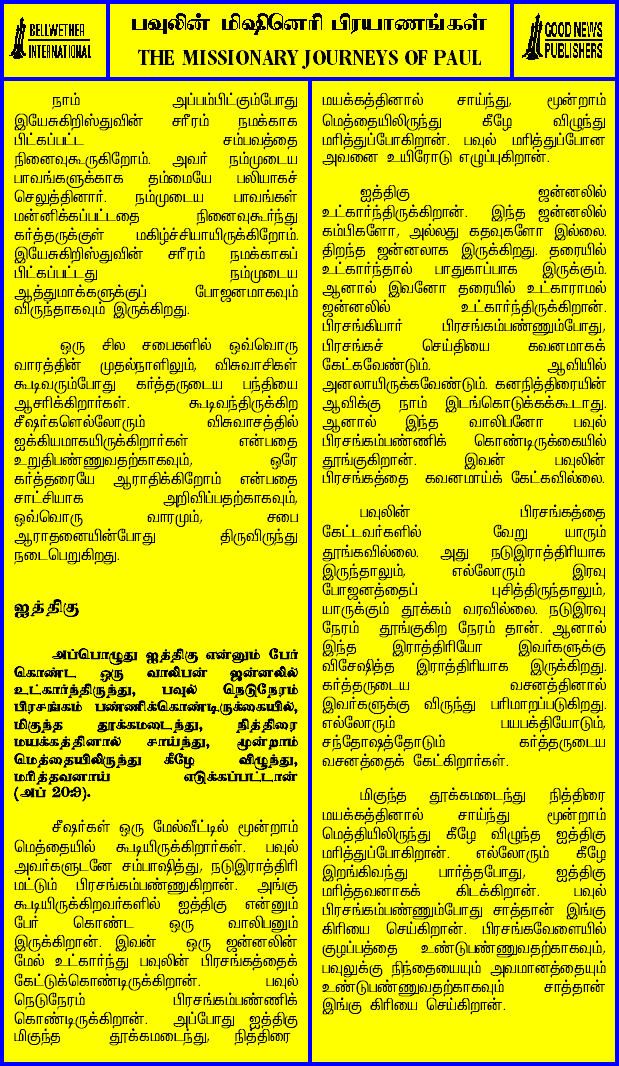 BELLWETHER
INTERNATIONAL
பவுலின் மிஷினெரி பிரயாணங்கள்
THE MISSIONARY JOURNEYS OF PAUL
GOOD NEWS
PUBLISHERS
நாம் அப்பம்பிட்கும்போது
இயேசுகிறிஸ்துவின் சரீரம் நமக்காக
பிட்கப்பட்ட சம்பவத்தை
நினைவுகூருகிறோம். அவர் நம்முடைய
பாவங்களுக்காக தம்மையே பலியாகச்
செலுத்தினார். நம்முடைய பாவங்கள்
மன்னிக்கப்பட்டதை நினைவுகூர்ந்து
கர்த்தருக்குள் மகிழ்ச்சியாயிருக்கிறோம்.
இயேசுகிறிஸ்துவின் சரீரம் நமக்காகப்
பிட்கப்பட்டது நம்முடைய
ஆத்துமாக்களுக்குப் போஜனமாகவும்
விருந்தாகவும் இருக்கிறது.
ஒரு சில சபைகளில் ஒவ்வொரு
வாரத்தின் முதல்நாளிலும், விசுவாசிகள்
கூடிவரும்போது கர்த்தருடைய பந்தியை
ஆசரிக்கிறார்கள். கூடிவந்திருக்கிற
சீஷர்களெல்லோரும் விசுவாசத்தில்
ஐக்கியமாகயிருக்கிறார்கள் என்பதை
உறுதிபண்ணுவதற்காகவும், ஒரே
கர்த்தரையே ஆராதிக்கிறோம் என்பதை
சாட்சியாக அறிவிப்பதற்காகவும்,
ஒவ்வொரு வாரமும், சபை
ஆராதனையின்போது திருவிருந்து
நடைபெறுகிறது.
ஐத்திகு
அப்பொழுது ஐத்திகு என்னும் பேர்
கொண்ட ஒரு வாலிபன் ஜன்னலில்
உட்கார்ந்திருந்து, பவுல் நெடுநேரம்
பிரசங்கம் பண்ணிக்கொண்டிருக்கையில்,
மிகுந்த தூக்கமடைந்து, நித்திரை
மயக்கத்தினால் சாய்ந்து, மூன்றாம்
மெத்தையிலிருந்து கீழே விழுந்து,
மரித்தவனாய் எடுக்கப்பட்டான்
(அப் 20:9).
சீஷர்கள் ஒரு மேல்வீட்டில் மூன்றாம்
மெத்தையில் கூடியிருக்கிறார்கள். பவுல்
அவர்களுடனே சம்பாஷித்து, நடுஇராத்திரி
மட்டும் பிரசங்கம்பண்ணுகிறான். அங்கு
கூடியிருக்கிறவர்களில் ஐத்திகு என்னும்
பேர் கொண்ட ஒரு வாலிபனும்
இருக்கிறான். இவன் ஒரு ஜன்னலின்
மேல் உட்கார்ந்து பவுலின் பிரசங்கத்தைக்
கேட்டுக்கொண்டிருக்கிறான். பவுல்
நெடுநேரம் பிரசங்கம்பண்ணிக்
கொண்டிருக்கிறான். அப்போது ஐத்திகு
மிகுந்த தூக்கமடைந்து, நித்திரை
மயக்கத்தினால் சாய்ந்து, மூன்றாம்
மெத்தையிலிருந்து கீழே விழுந்து
மரித்துப்போகிறான். பவுல் மரித்துப்போன
அவனை உயிரோடு எழுப்புகிறான்.
ஐத்திகு ஜன்னலில்
உட்கார்ந்திருக்கிறான். இந்த ஜன்னலில்
கம்பிகளோ, அல்லது கதவுகளோ இல்லை.
திறந்த ஜன்னலாக இருக்கிறது. தரையில்
உட்கார்ந்தால் பாதுகாப்பாக இருக்கும்.
ஆனால் இவனோ தரையில் உட்காராமல்
ஜன்னலில் உட்கார்ந்திருக்கிறான்.
பிரசங்கியார் பிரசங்கம்பண்ணும்போது,
பிரசங்கச் செய்தியை கவனமாகக்
கேட்கவேண்டும். ஆவியில்
அனலாயிருக்கவேண்டும். கனநித்திரையின்
ஆவிக்கு நாம் இடங்கொடுக்கக்கூடாது.
ஆனால் இந்த வாலிபனோ பவுல்
பிரசங்கம்பண்ணிக் கொண்டிருக்கையில்
தூங்குகிறான். இவன் பவுலின்
பிரசங்கத்தை கவனமாய்க் கேட்கவில்லை.
பவுலின் பிரசங்கத்தை
கேட்டவர்களில் வேறு யாரும்
தூங்கவில்லை. அது நடுஇராத்திரியாக
இருந்தாலும், எல்லோரும் இரவு
போஜனத்தைப் புசித்திருந்தாலும்,
யாருக்கும் தூக்கம் வரவில்லை. நடுஇரவு
நேரம் தூங்குகிற நேரம் தான். ஆனால்
இந்த இராத்திரியோ இவர்களுக்கு
விசேஷித்த இராத்திரியாக இருக்கிறது.
கர்த்தருடைய வசனத்தினால்
இவர்களுக்கு விருந்து பரிமாறப்படுகிறது.
எல்லோரும் பயபக்தியோடும்,
சந்தோஷத்தோடும் கர்த்தருடைய
வசனத்தைக் கேட்கிறார்கள்.
மிகுந்த தூக்கமடைந்து நித்திரை
மயக்கத்தினால் சாய்ந்து மூன்றாம்
மெத்தியிலிருந்து கீழே விழுந்த ஐத்திகு
மரித்துப்போகிறான். எல்லோரும் கீழே
இறங்கிவந்து பார்த்தபோது, ஐத்திகு
மரித்தவனாகக் கிடக்கிறான். பவுல்
பிரசங்கம்பண்ணும்போது சாத்தான் இங்கு
கிரியை செய்கிறான். பிரசங்கவேளையில்
குழப்பத்தை உண்டுபண்ணுவதற்காகவும்,
பவுலுக்கு நிந்தையையும் அவமானத்தையும்
உண்டுபண்ணுவதற்காகவும் சாத்தான்
இங்கு கிரியை செய்கிறான்.